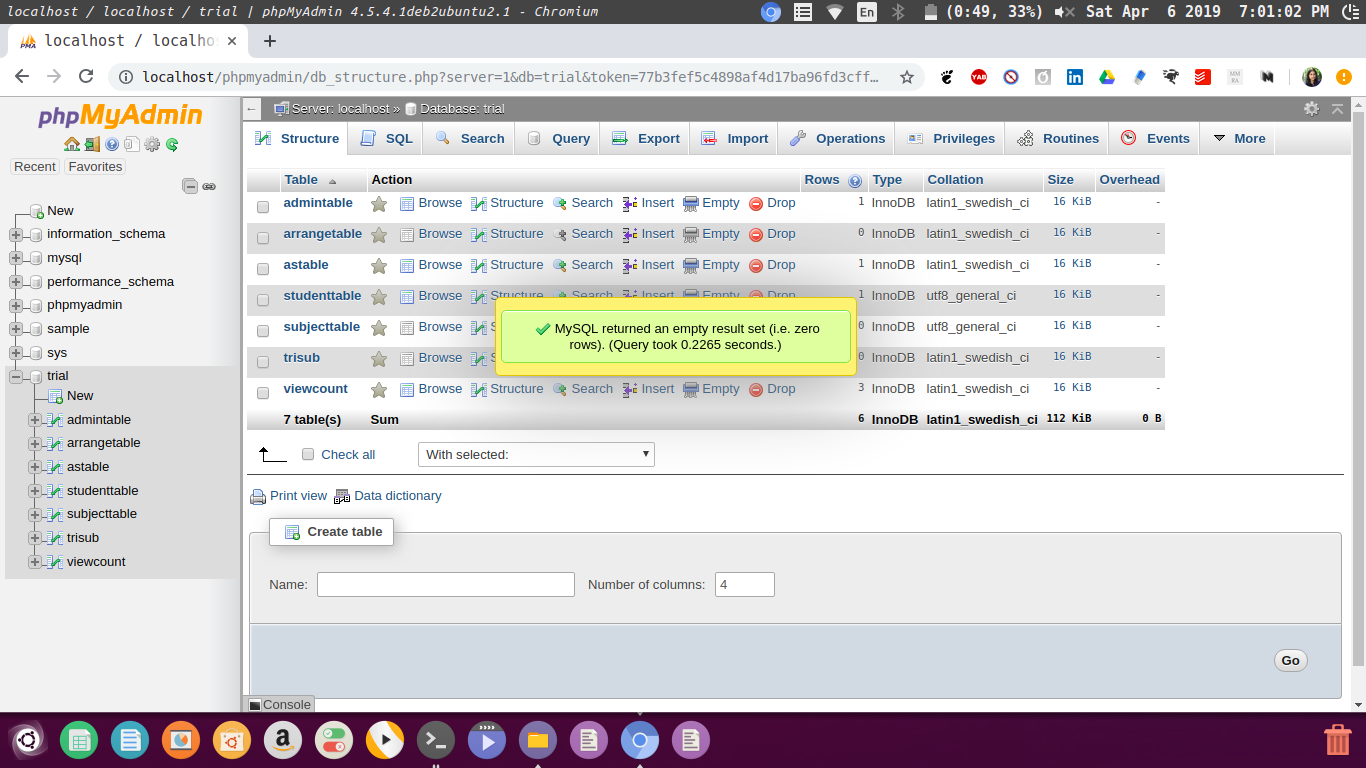 localhost / localhost / trial | phpMyAdmin 4.5.4.1deb2ubuntu2.1 - Chromium
En (0:49, 33%) Sat Apr 6 2019 7:01:02 PM
PMA localhost / localho ×
localhost/phpmyadmin/db_structure.php?server=1&db=trial&token=77b3fef5c4898af4d17ba96fd3cff…
YAB
MM RA
phpMyAdmin
Recent Favorites
New
information_schema
mysql
performance_schema
phpmyadmin
sample
sys
trial
New
admintable
arrangetable
astable
studenttable
subjecttable
trisub
viewcount
Server: localhost » Database: trial
Structure SQL Search Query Export Import Operations Privileges Routines Events More
Table Action Rows Type Collation Size Overhead
admintable Browse Structure Search Insert Empty Drop 1 InnoDB latin1_swedish_ci 16 KiB -
arrangetable Browse Structure Search Insert Empty Drop 0 InnoDB latin1_swedish_ci 16 KiB -
astable Browse Structure Search Insert Empty Drop 1 InnoDB latin1_swedish_ci 16 KiB -
studenttable Browse Structure Search Insert Empty Drop 1 InnoDB utf8_general_ci 16 KiB -
subjecttable Browse 0 InnoDB utf8_general_ci 16 KiB -
trisub Browse 0 InnoDB latin1_swedish_ci 16 KiB -
viewcount Browse Structure Search Insert Empty Drop 3 InnoDB latin1_swedish_ci 16 KiB -
MySQL returned an empty result set (i.e. zero
rows). (Query took 0.2265 seconds.)
7 table(s) Sum 6 InnoDB latin1_swedish_ci 112 KiB 0 B
Check all With selected:
Print view Data dictionary
Create table
Name: Number of columns: 4
Go
Console